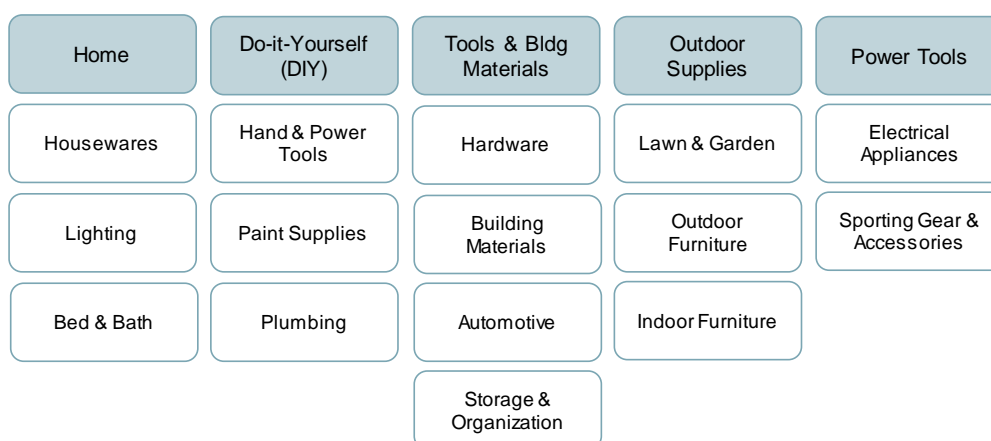 Home
Do-it-Yourself
(DIY)
Tools & Bldg
Materials
Outdoor
Supplies
Power Tools
Housewares
Hand & Power
Tools
Hardware
Lawn & Garden
Electrical
Appliances
Lighting
Paint Supplies
Building
Materials
Outdoor
Furniture
Sporting Gear &
Accessories
Bed & Bath
Plumbing
Automotive
Indoor Furniture
Storage &
Organization